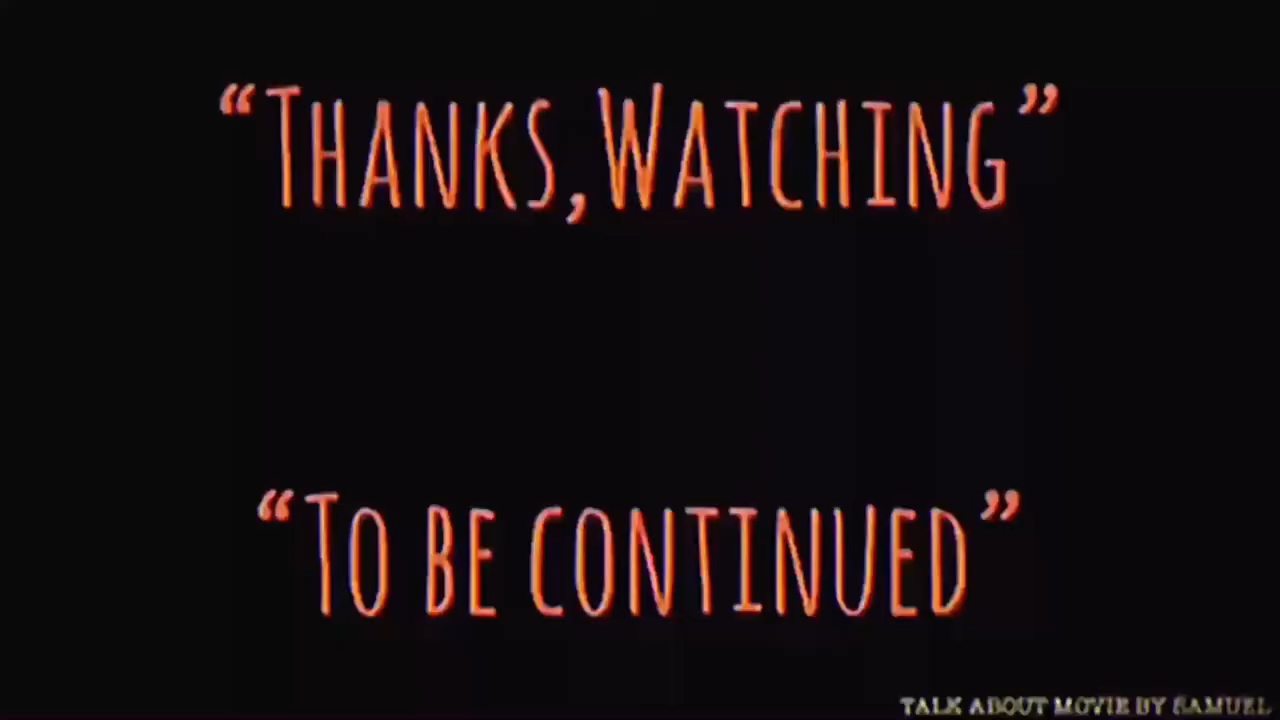 “THANKS,WATCHING”
“TO BE CONTINUED”
TALK ABOUT MOVIE BY SAMUEL